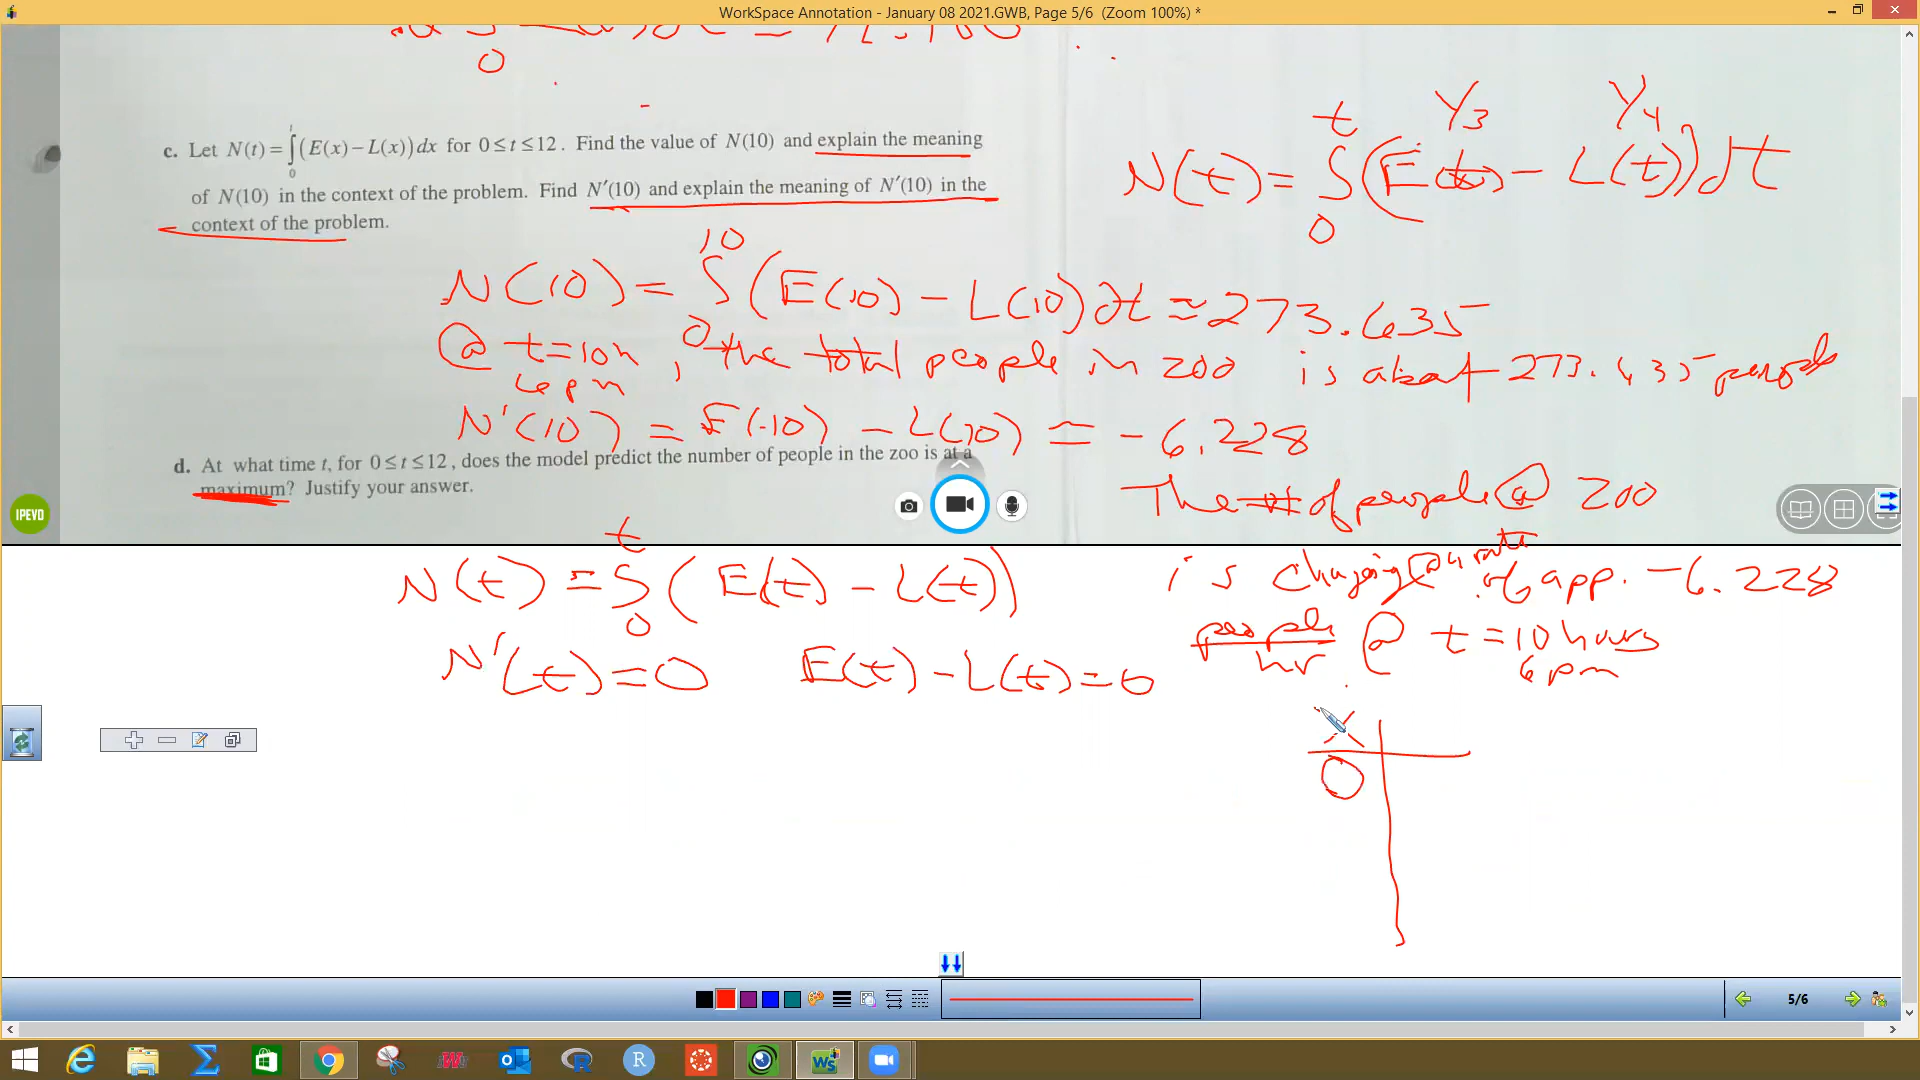 WorkSpace Annotation - January 08 2021.GWB, Page 5/6 (Zoom 100%) *
0
c. Let N(t) = ∫₀ᵗ (E(x) − L(x)) dx for 0 ≤ t ≤ 12. Find the value of N(10) and explain the meaning
of N(10) in the context of the problem. Find N′(10) and explain the meaning of N′(10) in the
context of the problem.
Y3 Y4
N(t) = ∫₀ᵗ (E(t) − L(t)) dt
N(10) = ∫₀¹⁰ (E(10) − L(10)) dt ≈ 273.635
@ t=10h, the total people in zoo is about 273.635 people
6pm
N'(10) = E(10) − L(10) ≈ −6.228
d. At what time t, for 0 ≤ t ≤ 12, does the model predict the number of people in the zoo is at a
maximum? Justify your answer.
The # of people @ zoo
is changing @ a rate of app. −6.228
people/hr @ t = 10 hours
6pm
IPEVO
N(t) = ∫₀ᵗ (E(t) − L(t))
N'(t) = 0 E(t) − L(t) = 0
X
0
5/6